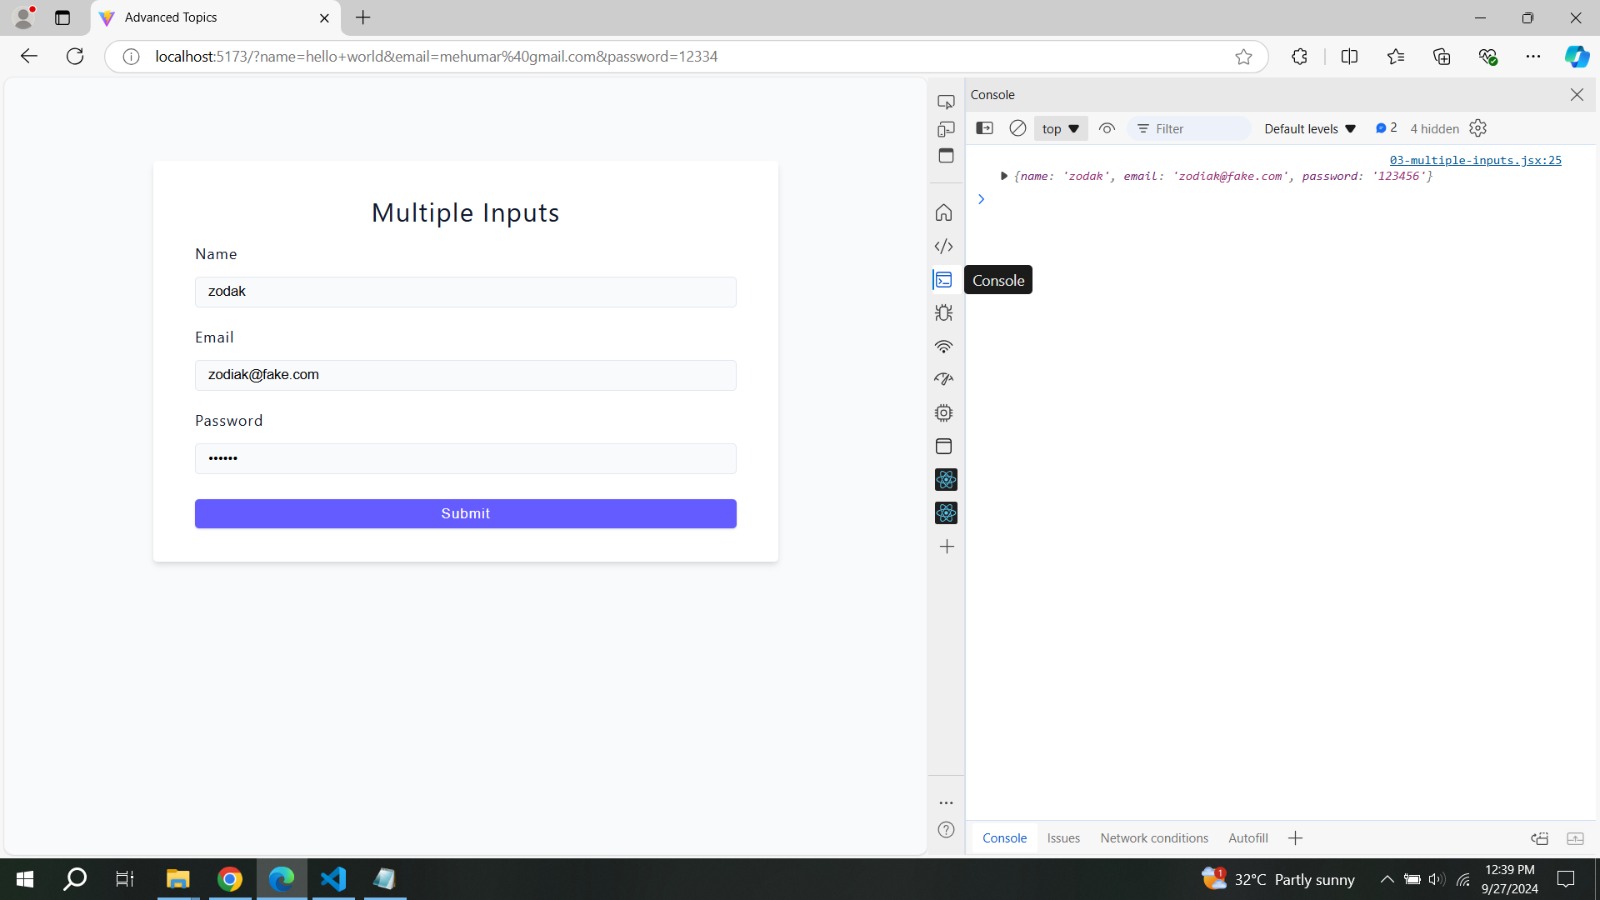 Advanced Topics
localhost:5173/?name=hello+world&email=mehumar%40gmail.com&password=12334
Multiple Inputs
Name
zodak
Email
zodiak@fake.com
Password
••••••
Submit
Console
Console
top
Filter
Default levels
2
4 hidden
03-multiple-inputs.jsx:25
{name: 'zodak', email: 'zodiak@fake.com', password: '123456'}
Console Issues Network conditions Autofill
1
32°C Partly sunny
12:39 PM
9/27/2024